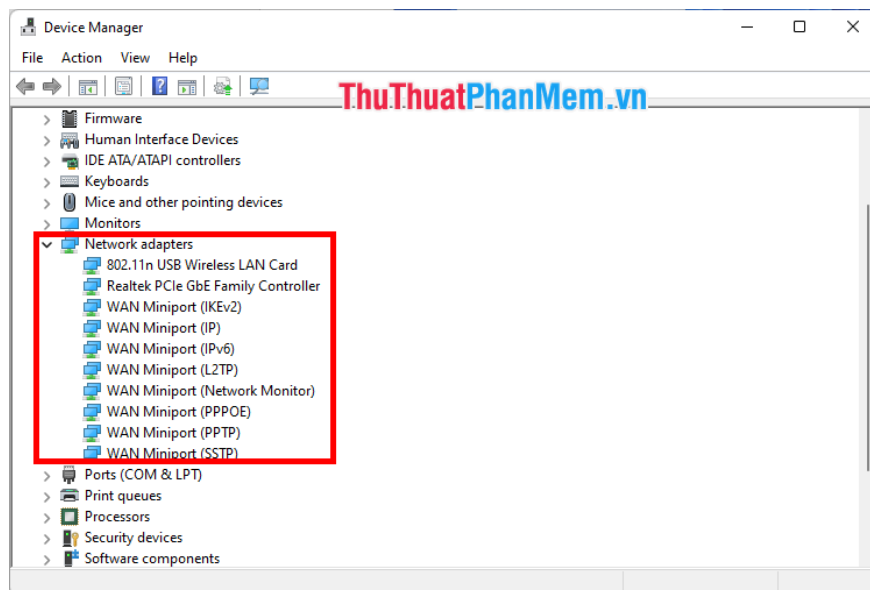 Device Manager
File Action View Help
ThuThuatPhanMem.vn
Firmware
Human Interface Devices
IDE ATA/ATAPI controllers
Keyboards
Mice and other pointing devices
Monitors
Network adapters
802.11n USB Wireless LAN Card
Realtek PCIe GbE Family Controller
WAN Miniport (IKEv2)
WAN Miniport (IP)
WAN Miniport (IPv6)
WAN Miniport (L2TP)
WAN Miniport (Network Monitor)
WAN Miniport (PPPOE)
WAN Miniport (PPTP)
WAN Miniport (SSTP)
Ports (COM & LPT)
Print queues
Processors
Security devices
Software components